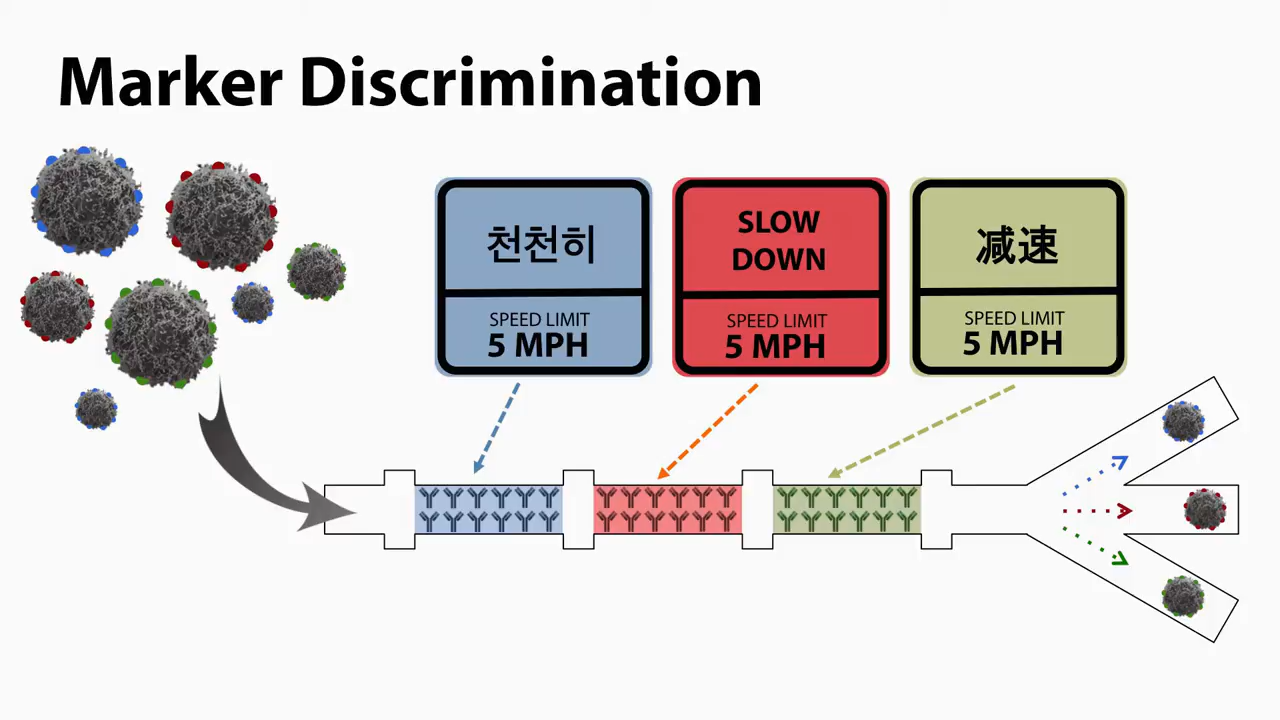 Marker Discrimination
천천히
SPEED LIMIT
5 MPH
SLOW
DOWN
SPEED LIMIT
5 MPH
减速
SPEED LIMIT
5 MPH